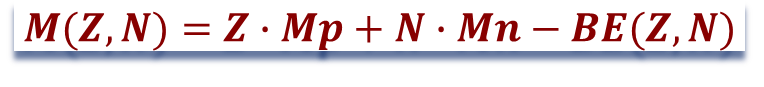 M(Z, N) = Z · Mp + N · Mn − BE(Z, N)